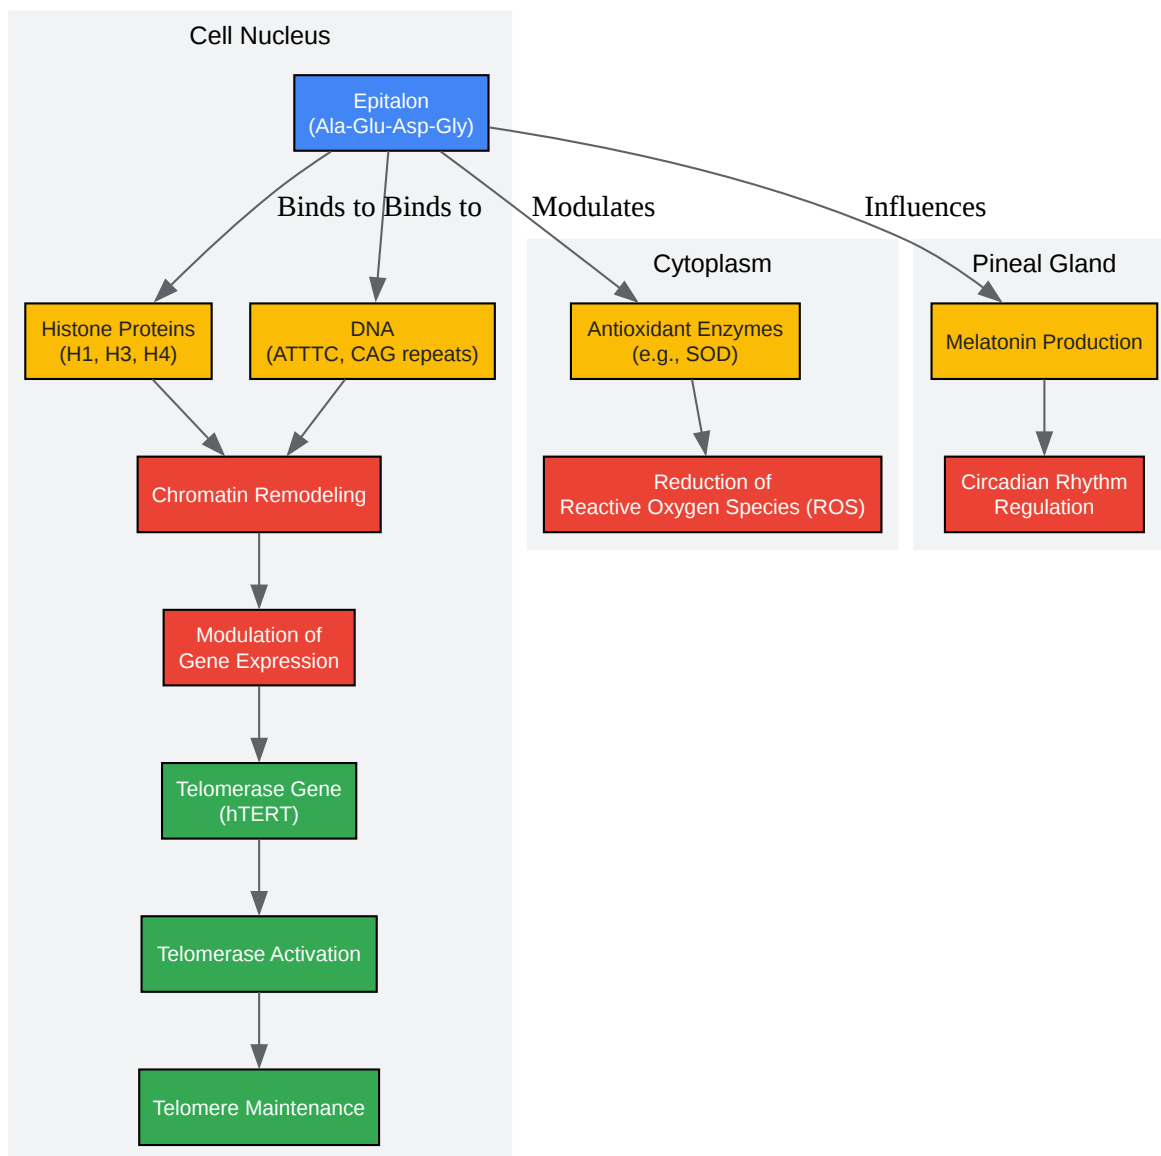 Cell Nucleus
Epitalon
(Ala-Glu-Asp-Gly)
Binds to
Binds to
Modulates
Influences
Cytoplasm
Pineal Gland
Histone Proteins
(H1, H3, H4)
DNA
(ATTTC, CAG repeats)
Antioxidant Enzymes
(e.g., SOD)
Melatonin Production
Chromatin Remodeling
Reduction of
Reactive Oxygen Species (ROS)
Circadian Rhythm
Regulation
Modulation of
Gene Expression
Telomerase Gene
(hTERT)
Telomerase Activation
Telomere Maintenance